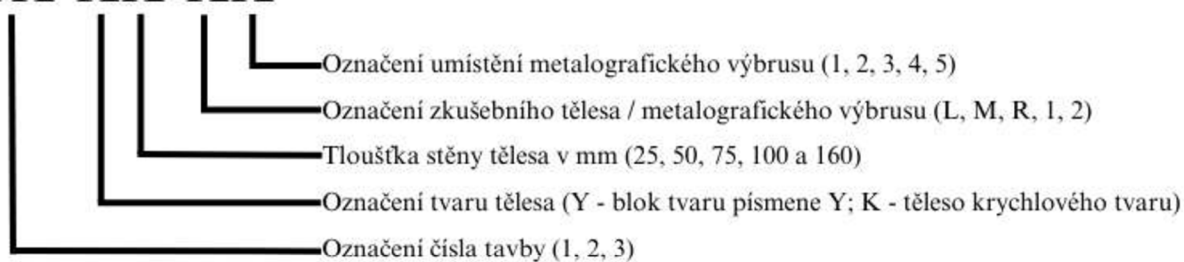 Označení umístění metalografického výbrusu (1, 2, 3, 4, 5)
Označení zkušebního tělesa / metalografického výbrusu (L, M, R, 1, 2)
Tloušťka stěny tělesa v mm (25, 50, 75, 100 a 160)
Označení tvaru tělesa (Y - blok tvaru písmene Y; K - těleso krychlového tvaru)
Označení čísla tavby (1, 2, 3)